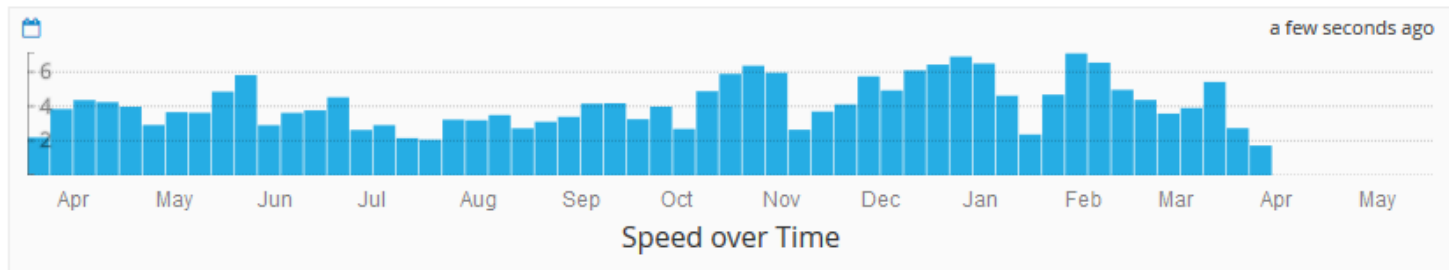 a few seconds ago
6
4
2
Apr May Jun Jul Aug Sep Oct Nov Dec Jan Feb Mar Apr May
Speed over Time